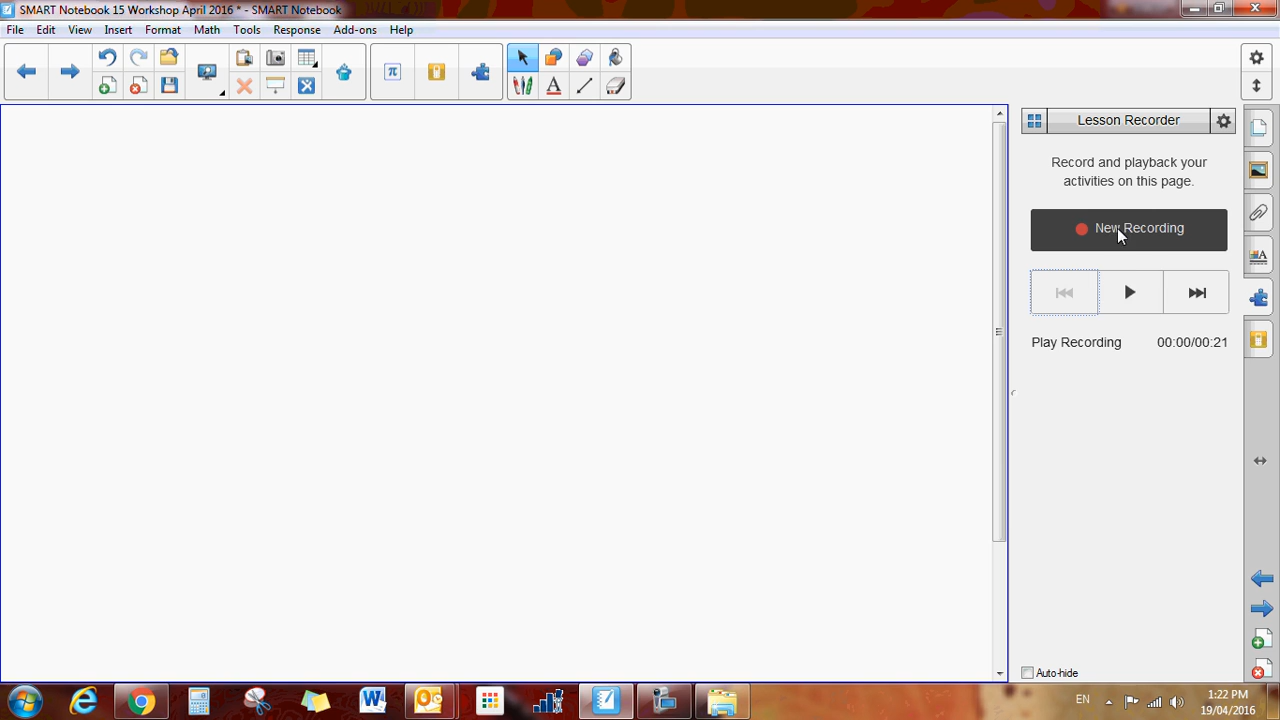 SMART Notebook 15 Workshop April 2016 * - SMART Notebook
File Edit View Insert Format Math Tools Response Add-ons Help
Lesson Recorder
Record and playback your
activities on this page.
New Recording
Play Recording 00:00/00:21
Auto-hide
EN
1:22 PM
19/04/2016